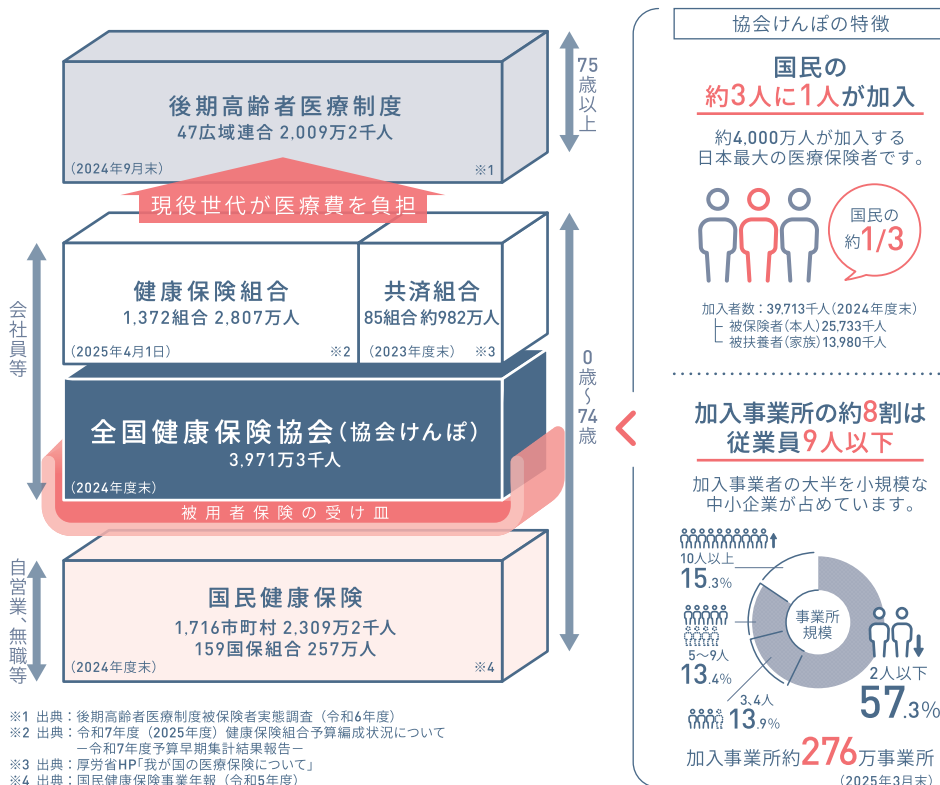 75歳以上
後期高齢者医療制度
47広域連合 2,009万2千人
(2024年9月末)
※1
現役世代が医療費を負担
会社員等
0歳〜74歳
健康保険組合
1,372組合 2,807万人
(2025年4月1日)
※2
共済組合
85組合 約982万人
(2023年度末)
※3
全国健康保険協会(協会けんぽ)
3,971万3千人
(2024年度末)
被用者保険の受け皿
自営業、無職等
国民健康保険
1,716市町村 2,309万2千人
159国保組合 257万人
(2024年度末)
※4
※1 出典:後期高齢者医療制度被保険者実態調査(令和6年度)
※2 出典:令和7年度(2025年度)健康保険組合予算編成状況について
ー令和7年度予算早期集計結果報告ー
※3 出典:厚労省HP「我が国の医療保険について」
※4 出典:国民健康保険事業年報(令和5年度)
協会けんぽの特徴
国民の
約3人に1人が加入
約4,000万人が加入する
日本最大の医療保険者です。
国民の
約1/3
加入者数:39,713千人(2024年度末)
被保険者(本人)25,733千人
被扶養者(家族)13,980千人
加入事業所の約8割は
従業員9人以下
加入事業者の大半を小規模な
中小企業が占めています。
10人以上
15.3%
5〜9人
13.4%
3、4人
13.9%
事業所
規模
2人以下
57.3%
加入事業所約276万事業所
(2025年3月末)